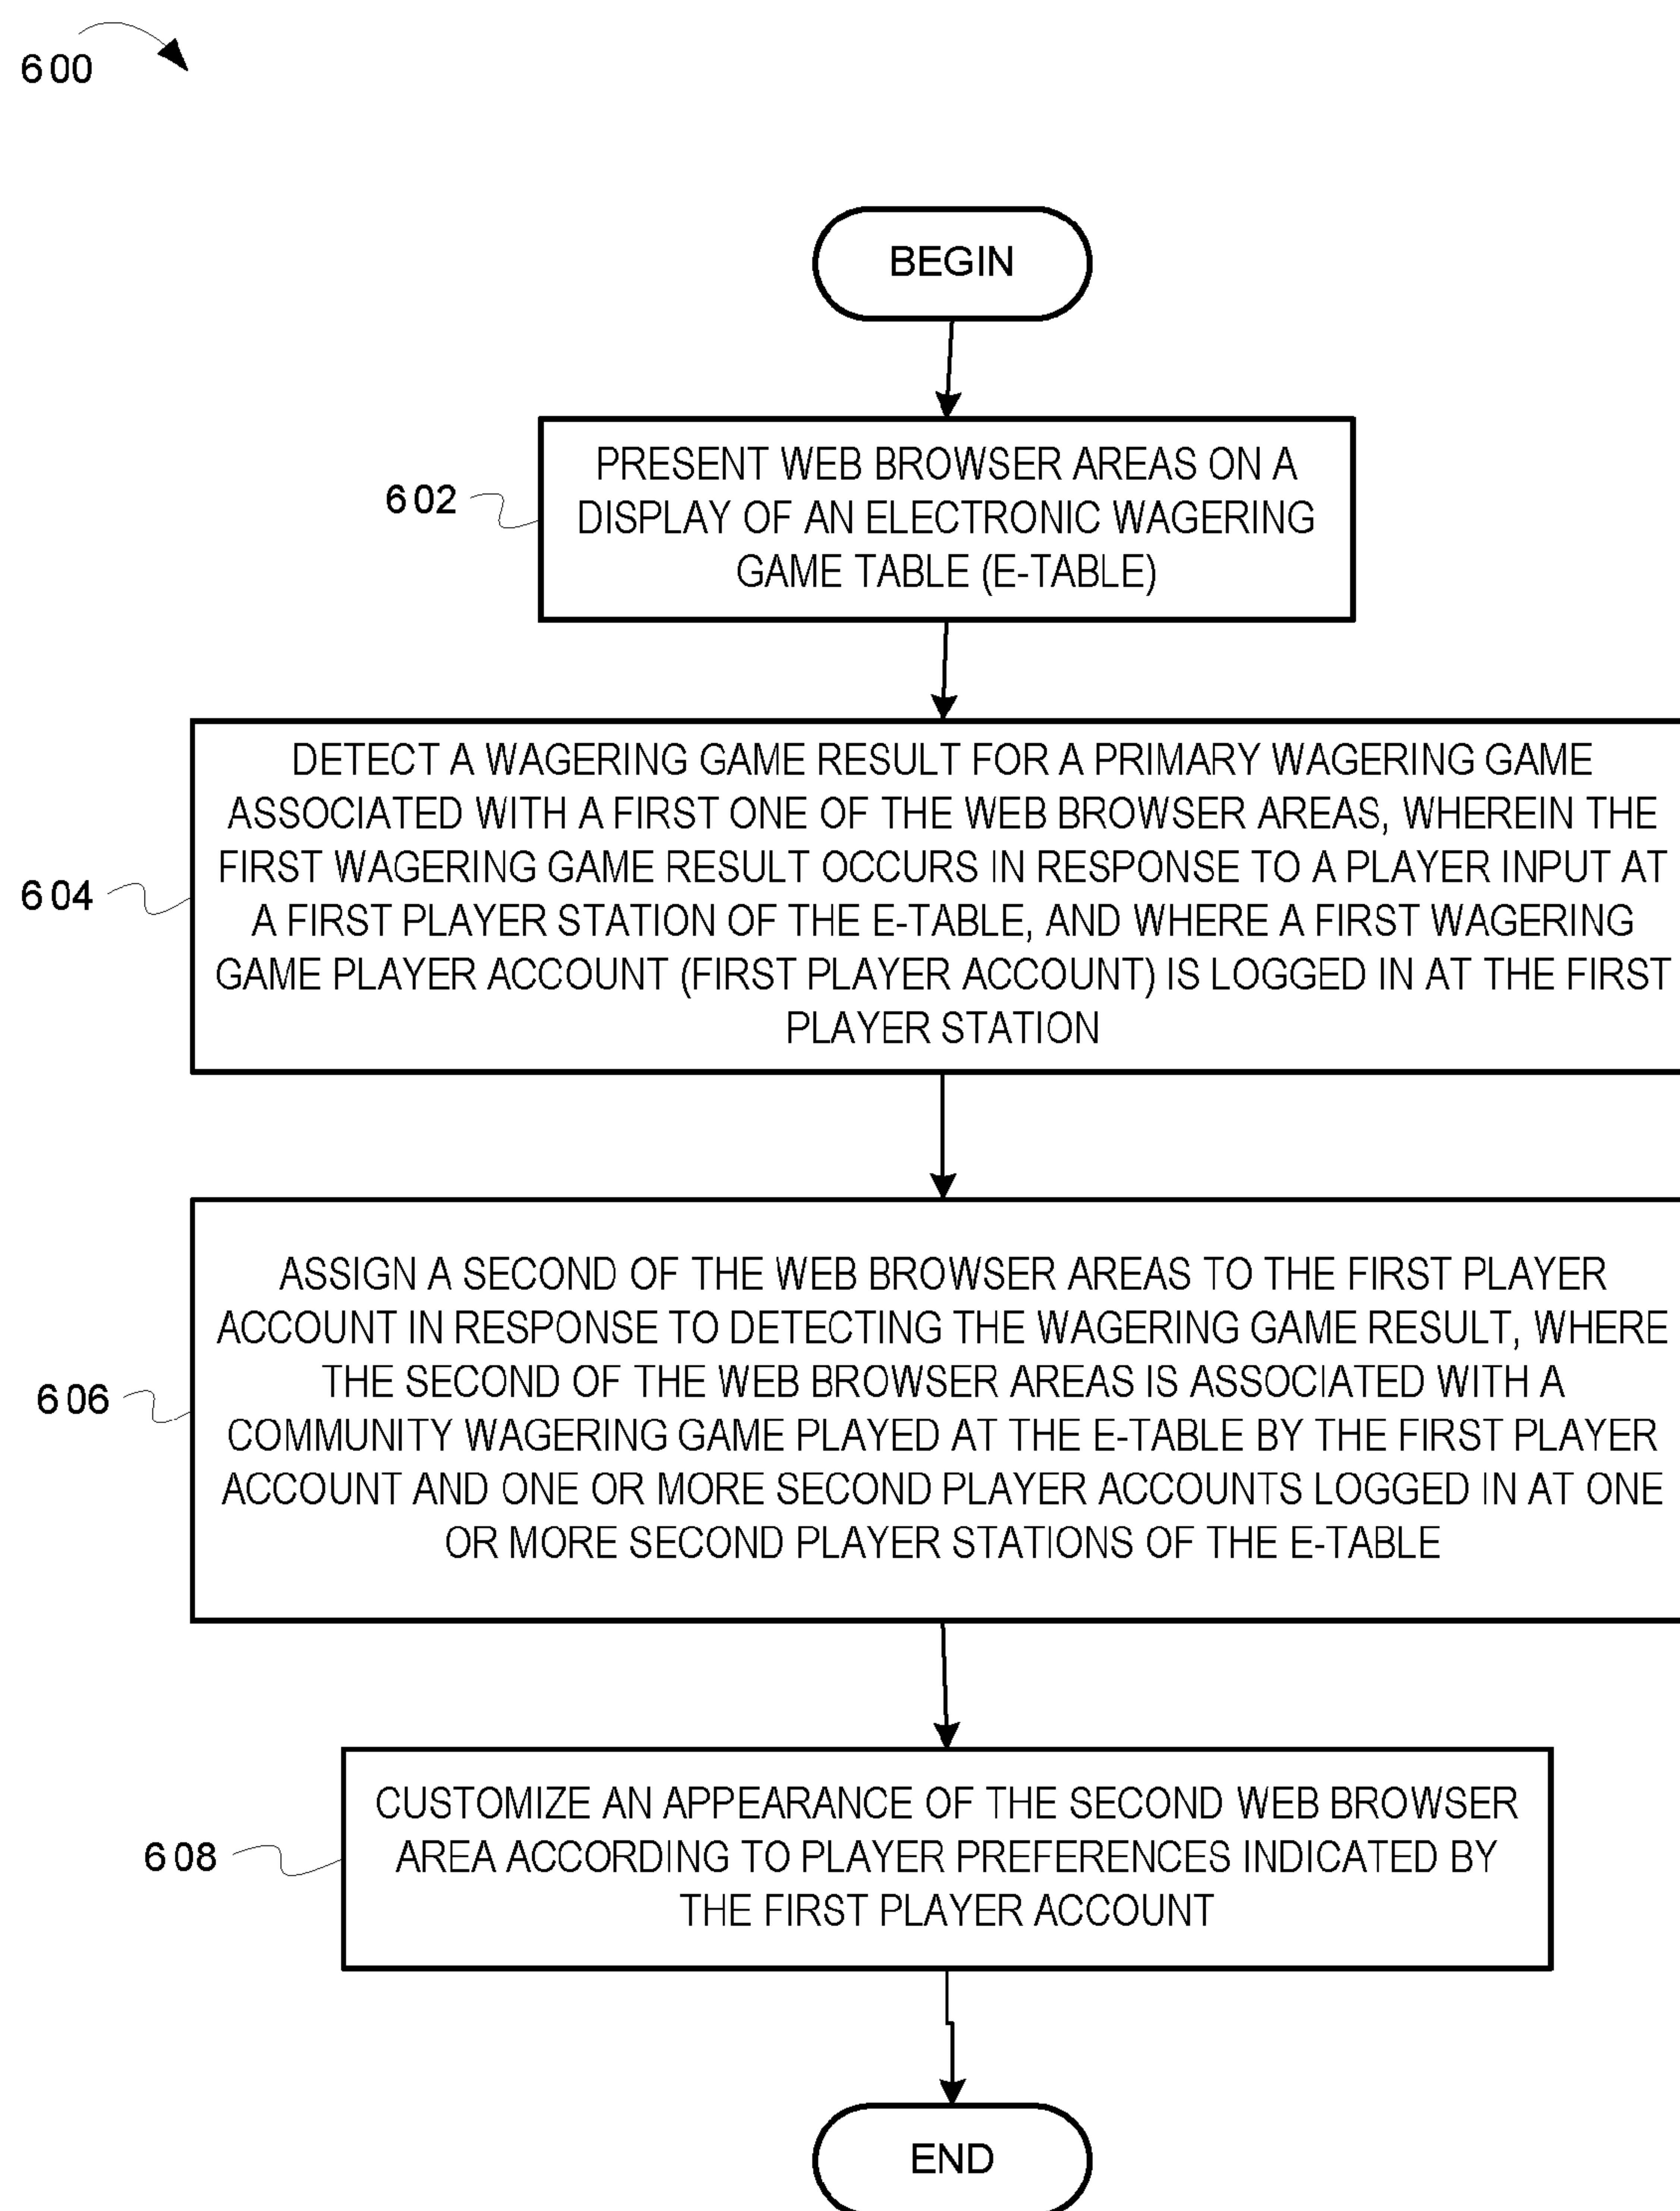 600
BEGIN
602
PRESENT WEB BROWSER AREAS ON A
DISPLAY OF AN ELECTRONIC WAGERING
GAME TABLE (E-TABLE)
604
DETECT A WAGERING GAME RESULT FOR A PRIMARY WAGERING GAME
ASSOCIATED WITH A FIRST ONE OF THE WEB BROWSER AREAS, WHEREIN THE
FIRST WAGERING GAME RESULT OCCURS IN RESPONSE TO A PLAYER INPUT AT
A FIRST PLAYER STATION OF THE E-TABLE, AND WHERE A FIRST WAGERING
GAME PLAYER ACCOUNT (FIRST PLAYER ACCOUNT) IS LOGGED IN AT THE FIRST
PLAYER STATION
606
ASSIGN A SECOND OF THE WEB BROWSER AREAS TO THE FIRST PLAYER
ACCOUNT IN RESPONSE TO DETECTING THE WAGERING GAME RESULT, WHERE
THE SECOND OF THE WEB BROWSER AREAS IS ASSOCIATED WITH A
COMMUNITY WAGERING GAME PLAYED AT THE E-TABLE BY THE FIRST PLAYER
ACCOUNT AND ONE OR MORE SECOND PLAYER ACCOUNTS LOGGED IN AT ONE
OR MORE SECOND PLAYER STATIONS OF THE E-TABLE
608
CUSTOMIZE AN APPEARANCE OF THE SECOND WEB BROWSER
AREA ACCORDING TO PLAYER PREFERENCES INDICATED BY
THE FIRST PLAYER ACCOUNT
END